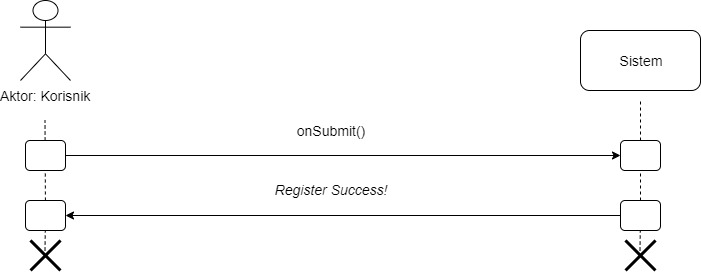 Sistem
Aktor: Korisnik
onSubmit()
Register Success!